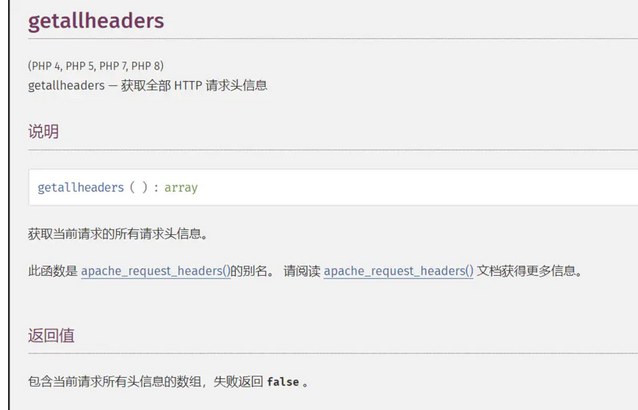 getallheaders
(PHP 4, PHP 5, PHP 7, PHP 8)
getallheaders — 获取全部 HTTP 请求头信息
说明
getallheaders ( ) : array
获取当前请求的所有请求头信息。
此函数是 apache_request_headers()的别名。 请阅读 apache_request_headers() 文档获得更多信息。
返回值
包含当前请求所有头信息的数组，失败返回 false 。